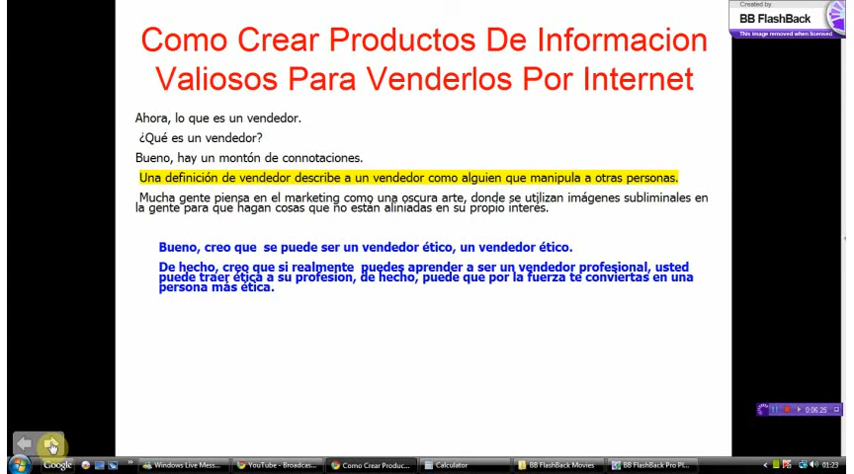 Created by
BB FlashBack
This image removed when licensed
Como Crear Productos De Informacion
Valiosos Para Venderlos Por Internet
Ahora, lo que es un vendedor.
¿Qué es un vendedor?
Bueno, hay un montón de connotaciones.
Una definición de vendedor describe a un vendedor como alguien que manipula a otras personas.
Mucha gente piensa en el marketing como una oscura arte, donde se utilizan imágenes subliminales en
la gente para que hagan cosas que no están aliniadas en su propio interés.
Bueno, creo que se puede ser un vendedor ético, un vendedor ético.
De hecho, creo que si realmente puedes aprender a ser un vendedor profesional, usted
puede traer ética a su profesión, de hecho, puede que por la fuerza te conviertas en una
persona más ética.
0:06:25
Google
Windows Live Mess...
YouTube - Broadcas...
Como Crear Produc...
Calculator
BB FlashBack Movies
BB FlashBack Pro Pl...
01:23